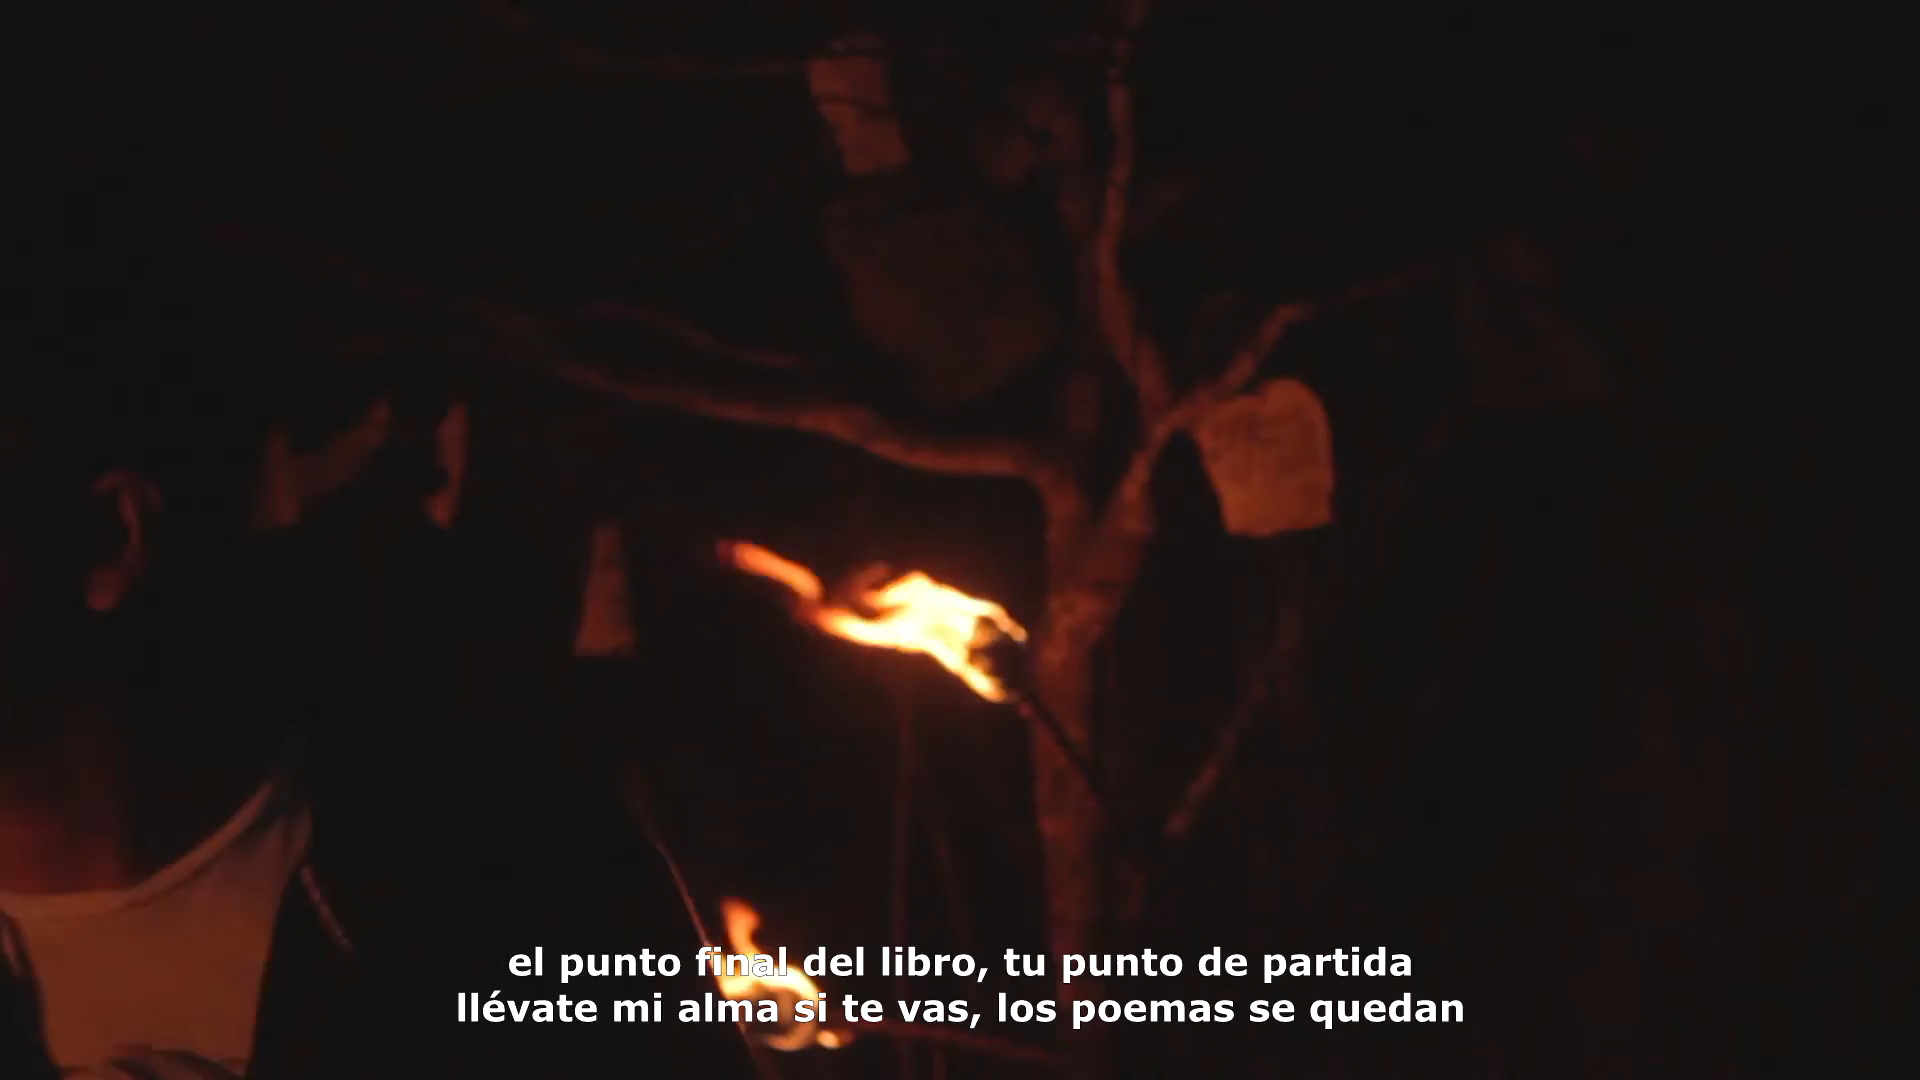 el punto final del libro, tu punto de partida
llévate mi alma si te vas, los poemas se quedan